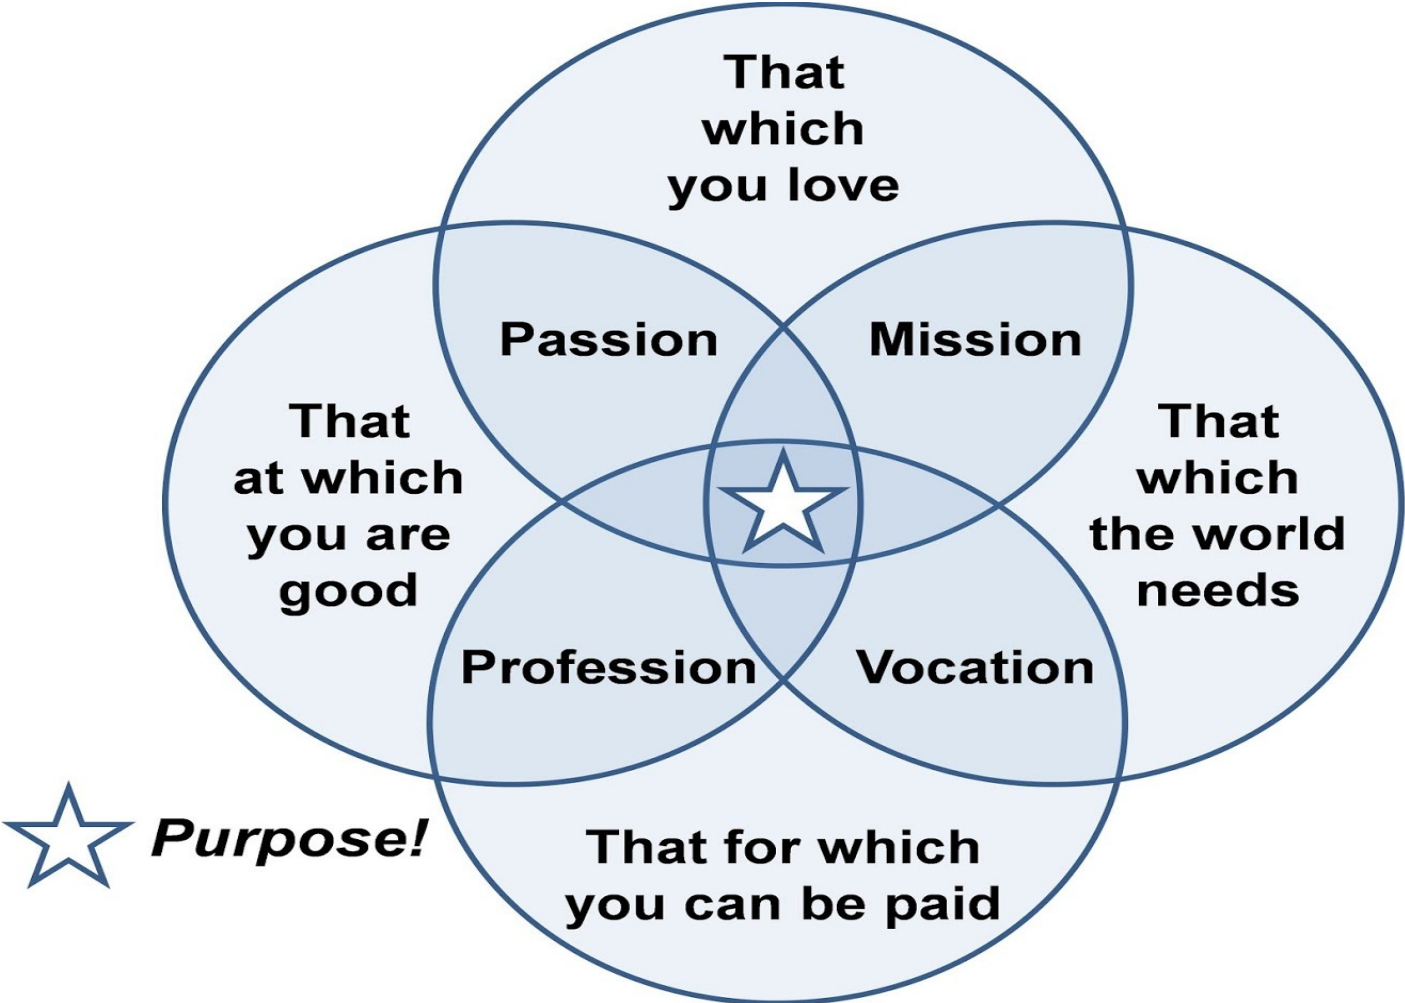 That
which
you love
Passion
Mission
That
at which
you are
good
That
which
the world
needs
Profession
Vocation
Purpose!
That for which
you can be paid